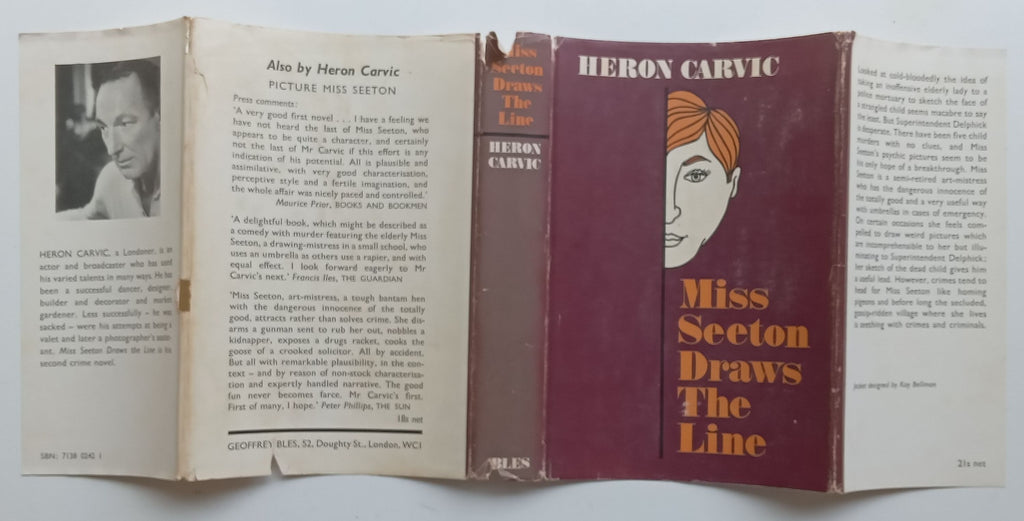 HERON CARVIC, a Londoner, is an
actor and broadcaster who has used
his varied talents in many ways. He has
been a successful dancer, designer,
builder and decorator and market
gardener. Less successfully – he was
sacked – were his attempts at being a
valet and later a photographer's assist-
ant. Miss Seeton Draws the Line is his
second crime novel.
SBN: 7138 0242 1
Also by Heron Carvic
PICTURE MISS SEETON
Press comments:
'A very good first novel . . . I have a feeling we
have not heard the last of Miss Seeton, who
appears to be quite a character, and certainly
not the last of Mr Carvic if this effort is any
indication of his potential. All is plausible and
assimilative, with very good characterisation,
perceptive style and a fertile imagination, and
the whole affair was nicely paced and controlled.'
Maurice Prior, BOOKS AND BOOKMEN
'A delightful book, which might be described as
a comedy with murder featuring the elderly Miss
Seeton, a drawing-mistress in a small school, who
uses an umbrella as others use a rapier, and with
equal effect. I look forward eagerly to Mr
Carvic's next.' Francis Iles, THE GUARDIAN
'Miss Seeton, art-mistress, a tough bantam hen
with the dangerous innocence of the totally
good, attracts rather than solves crime. She dis-
arms a gunman sent to rub her out, nobbles a
kidnapper, exposes a drugs racket, cooks the
goose of a crooked solicitor. All by accident.
But all with remarkable plausibility, in the con-
text – and by reason of non-stock characterisa-
tion and expertly handled narrative. The good
fun never becomes farce. Mr Carvic's first.
First of many, I hope.' Peter Phillips, THE SUN
18s net
GEOFFREY BLES, 52, Doughty St., London, WC1
Miss
Seeton
Draws
The
Line
HERON
CARVIC
BLES
HERON CARVIC
Miss
Seeton
Draws
The
Line
Looked at cold-bloodedly the idea of
taking an inoffensive elderly lady to a
police mortuary to sketch the face of
a strangled child seems macabre to say
the least. But Superintendent Delphick
is desperate. There have been five child
murders with no clues, and Miss
Seeton's psychic pictures seem to be
his only hope of a breakthrough. Miss
Seeton is a semi-retired art-mistress
who has the dangerous innocence of
the totally good and a very useful way
with umbrellas in cases of emergency.
On certain occasions she feels com-
pelled to draw weird pictures which
are incomprehensible to her but illu-
minating to Superintendent Delphick:
her sketch of the dead child gives him
a useful lead. However, crimes tend to
head for Miss Seeton like homing
pigeons and before long the secluded,
gossip-ridden village where she lives
is seething with crimes and criminals.
Jacket designed by Kay Bellman
21s net